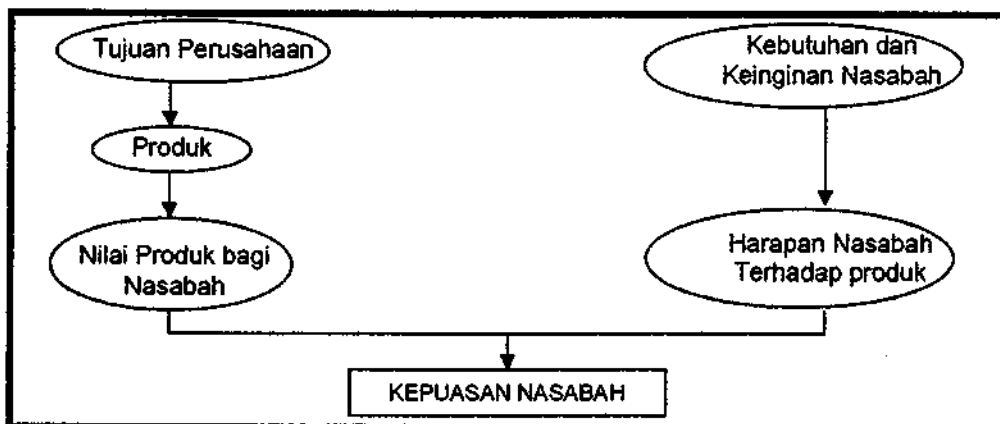 Tujuan Perusahaan
Produk
Nilai Produk bagi
Nasabah
Kebutuhan dan
Keinginan Nasabah
Harapan Nasabah
Terhadap produk
KEPUASAN NASABAH